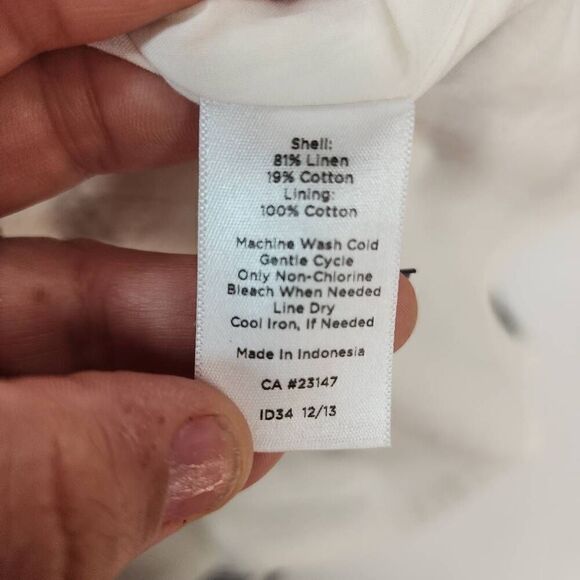 Shell:
81% Linen
19% Cotton
Lining:
100% Cotton
Machine Wash Cold
Gentle Cycle
Only Non-Chlorine
Bleach When Needed
Line Dry
Cool Iron, If Needed
Made In Indonesia
CA #23147
ID34 12/13